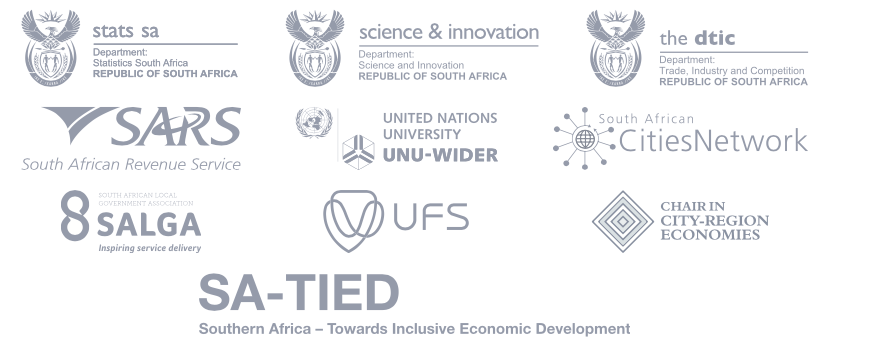 stats sa
Department:
Statistics South Africa
REPUBLIC OF SOUTH AFRICA
science & innovation
Department:
Science and Innovation
REPUBLIC OF SOUTH AFRICA
the dtic
Department:
Trade, Industry and Competition
REPUBLIC OF SOUTH AFRICA
SARS
South African Revenue Service
UNITED NATIONS
UNIVERSITY
UNU-WIDER
South African
CitiesNetwork
SOUTH AFRICAN LOCAL
GOVERNMENT ASSOCIATION
SALGA
Inspiring service delivery
UFS
CHAIR IN
CITY-REGION
ECONOMIES
SA-TIED
Southern Africa – Towards Inclusive Economic Development